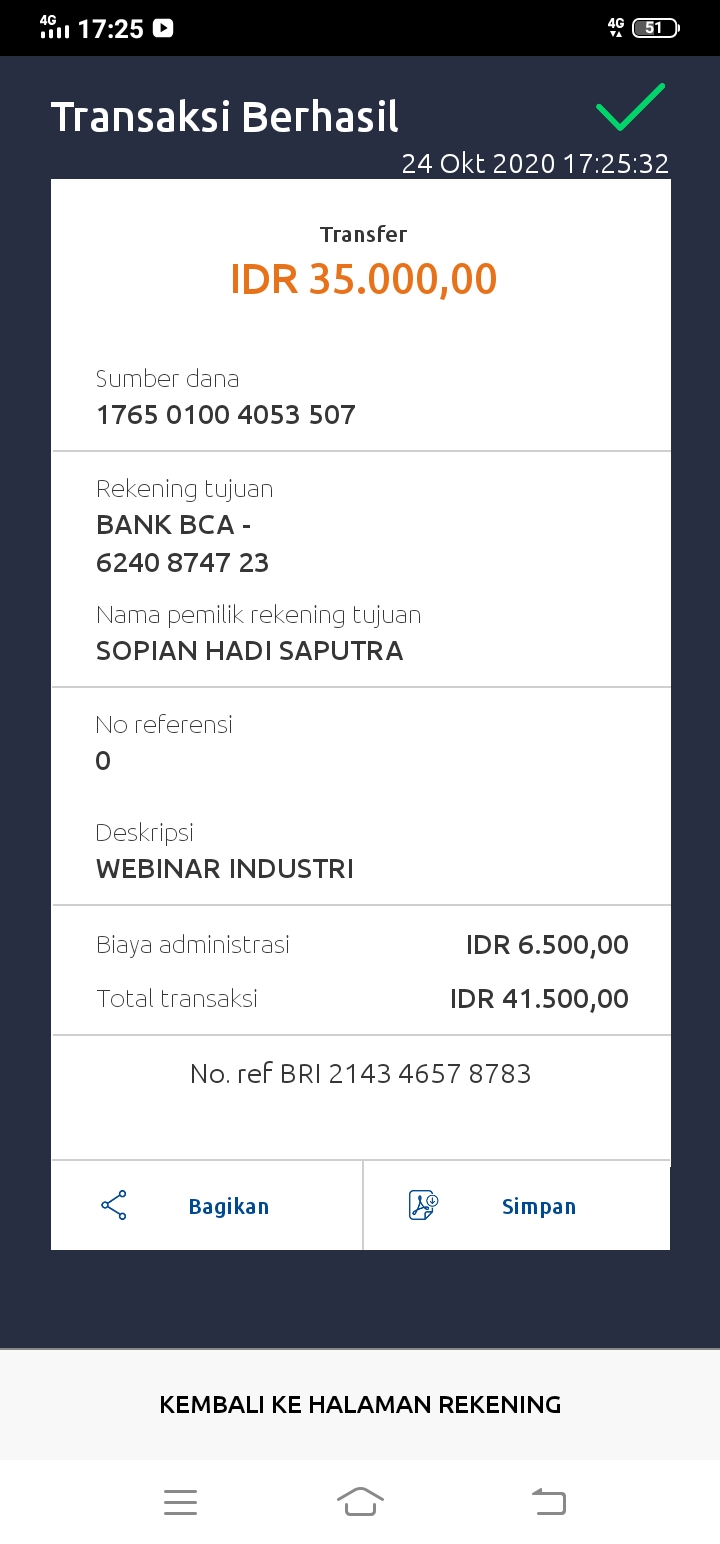 4G 17:25 4G 51
Transaksi Berhasil
24 Okt 2020 17:25:32
Transfer
IDR 35.000,00
Sumber dana
1765 0100 4053 507
Rekening tujuan
BANK BCA -
6240 8747 23
Nama pemilik rekening tujuan
SOPIAN HADI SAPUTRA
No referensi
0
Deskripsi
WEBINAR INDUSTRI
Biaya administrasi IDR 6.500,00
Total transaksi IDR 41.500,00
No. ref BRI 2143 4657 8783
Bagikan Simpan
KEMBALI KE HALAMAN REKENING